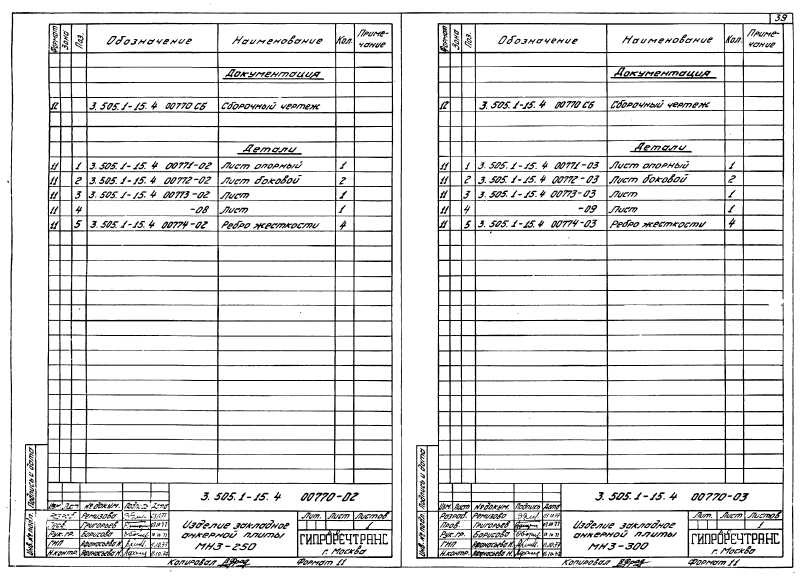 39
Формат Зона Поз. Обозначение Наименование Кол. Приме-
чание
Документация
12 3.505.1-15.4 00770 СБ Сборочный чертеж
Детали
11 1 3.505.1-15.4 00771-02 Лист опорный 1
11 2 3.505.1-15.4 00772-02 Лист боковой 2
11 3 3.505.1-15.4 00773-02 Лист 1
11 4 -08 Лист 1
11 5 3.505.1-15.4 00774-02 Ребро жесткости 4
Подпись и дата
Инв.№ подл.
3.505.1-15.4 00770-02
Изм. Лист № докум. Подпись Дата
Разраб. Ремизова
Пров. Григорьев
Рук.гр. Борисова
ГИП Афонасьева Н.
Н.контр. Афонасьева Н.
Изделие закладное
анкерной плиты
МН3-250
Лит. Лист Листов
1
ГИПРОРЕЧТРАНС
г. Москва
Копировал Формат 11
Формат Зона Поз. Обозначение Наименование Кол. Приме-
чание
Документация
12 3.505.1-15.4 00770 СБ Сборочный чертеж
Детали
11 1 3.505.1-15.4 00771-03 Лист опорный 1
11 2 3.505.1-15.4 00772-03 Лист боковой 2
11 3 3.505.1-15.4 00773-03 Лист 1
11 4 -09 Лист 1
11 5 3.505.1-15.4 00774-03 Ребро жесткости 4
Подпись и дата
Инв.№ подл.
3.505.1-15.4 00770-03
Изм. Лист № докум. Подпись Дата
Разраб. Ремизова
Пров. Григорьев
Рук.гр. Борисова
ГИП Афонасьева Н.
Н.контр. Афонасьева Н.
Изделие закладное
анкерной плиты
МН3-300
Лит. Лист Листов
1
ГИПРОРЕЧТРАНС
г. Москва
Копировал Формат 11